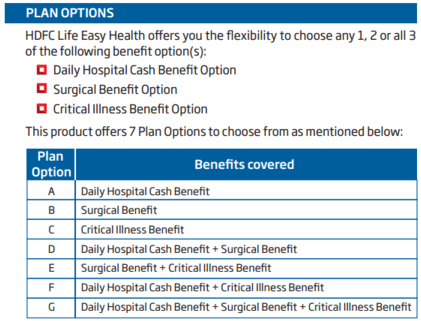 PLAN OPTIONS
HDFC Life Easy Health offers you the flexibility to choose any 1, 2 or all 3
of the following benefit option(s):
Daily Hospital Cash Benefit Option
Surgical Benefit Option
Critical Illness Benefit Option
This product offers 7 Plan Options to choose from as mentioned below:
Plan Option Benefits covered
A Daily Hospital Cash Benefit
B Surgical Benefit
C Critical Illness Benefit
D Daily Hospital Cash Benefit + Surgical Benefit
E Surgical Benefit + Critical Illness Benefit
F Daily Hospital Cash Benefit + Critical Illness Benefit
G Daily Hospital Cash Benefit + Surgical Benefit + Critical Illness Benefit